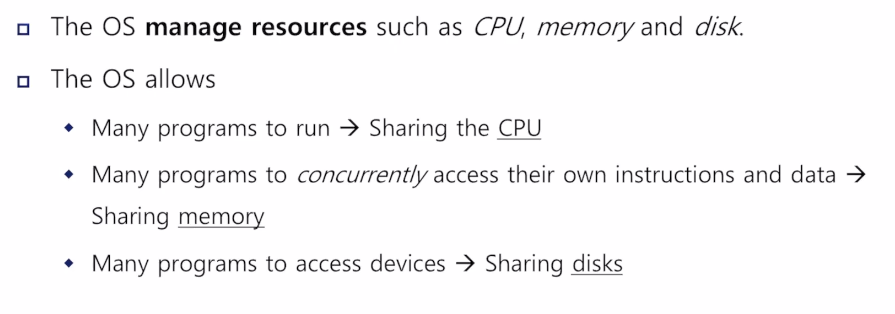 The OS manage resources such as CPU, memory and disk.
The OS allows
Many programs to run → Sharing the CPU
Many programs to concurrently access their own instructions and data →
Sharing memory
Many programs to access devices → Sharing disks